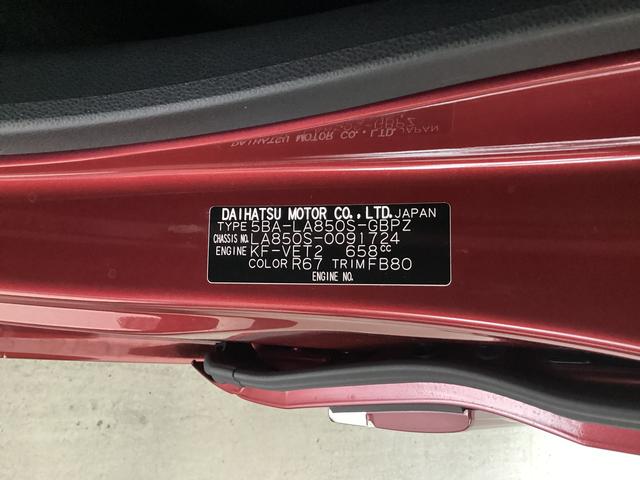 DAIHATSU MOTOR CO., LTD. JAPAN
TYPE 5BA-LA850S-GBPZ
CHASSIS NO. LA850S-0091724
ENGINE KF-VET2 658cc
COLOR R67 TRIM FB80
ENGINE NO.